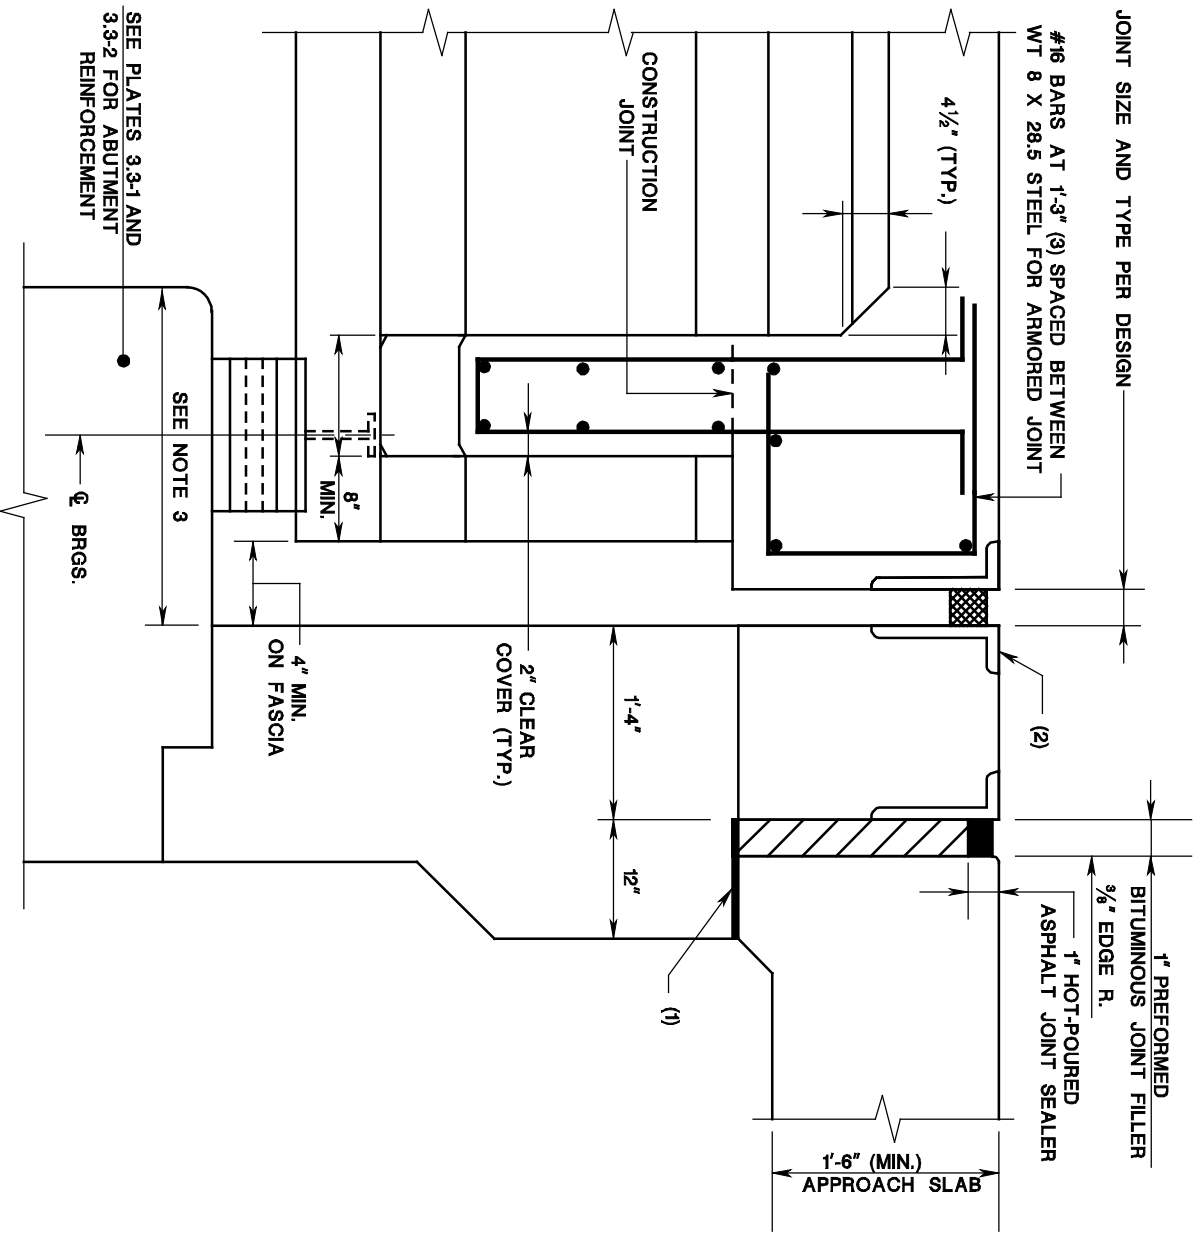 JOINT SIZE AND TYPE PER DESIGN
#16 BARS AT 1'-3" (3) SPACED BETWEEN
WT 8 X 28.5 STEEL FOR ARMORED JOINT
4 ½" (TYP.)
CONSTRUCTION
JOINT
SEE PLATES 3.3-1 AND
3.3-2 FOR ABUTMENT
REINFORCEMENT
SEE NOTE 3
℄ BRGS.
8"
MIN.
4" MIN.
ON FASCIA
2" CLEAR
COVER (TYP.)
1'-4"
12"
(2)
(1)
1" PREFORMED
BITUMINOUS JOINT FILLER
⅜" EDGE R.
1" HOT-POURED
ASPHALT JOINT SEALER
1'-6" (MIN.)
APPROACH SLAB